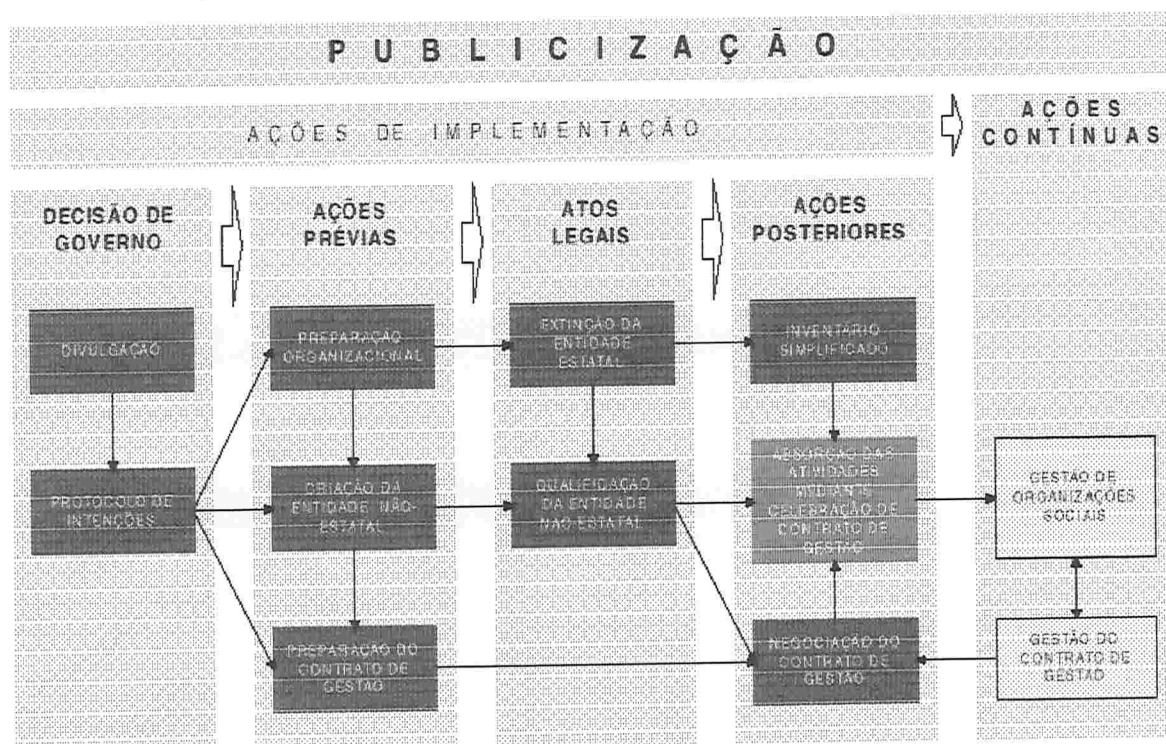 PUBLICIZAÇÃO
AÇÕES DE IMPLEMENTAÇÃO
AÇÕES
CONTÍNUAS
DECISÃO DE
GOVERNO
AÇÕES
PRÉVIAS
ATOS
LEGAIS
AÇÕES
POSTERIORES
DIVULGAÇÃO
PREPARAÇÃO
ORGANIZACIONAL
EXTINÇÃO DA
ENTIDADE
ESTATAL
INVENTÁRIO
SIMPLIFICADO
PROTOCOLO DE
INTENÇÕES
CRIAÇÃO DA
ENTIDADE NÃO-
ESTATAL
QUALIFICAÇÃO
DA ENTIDADE
NÃO ESTATAL
ABSORÇÃO DAS
ATIVIDADES
CELEBRAÇÃO DE
CONTRATO DE
GESTÃO
GESTÃO DE
ORGANIZAÇÕES
SOCIAIS
PREPARAÇÃO DO
CONTRATO DE
GESTÃO
NEGOCIAÇÃO DO
CONTRATO DE
GESTÃO
GESTÃO DO
CONTRATO DE
GESTÃO